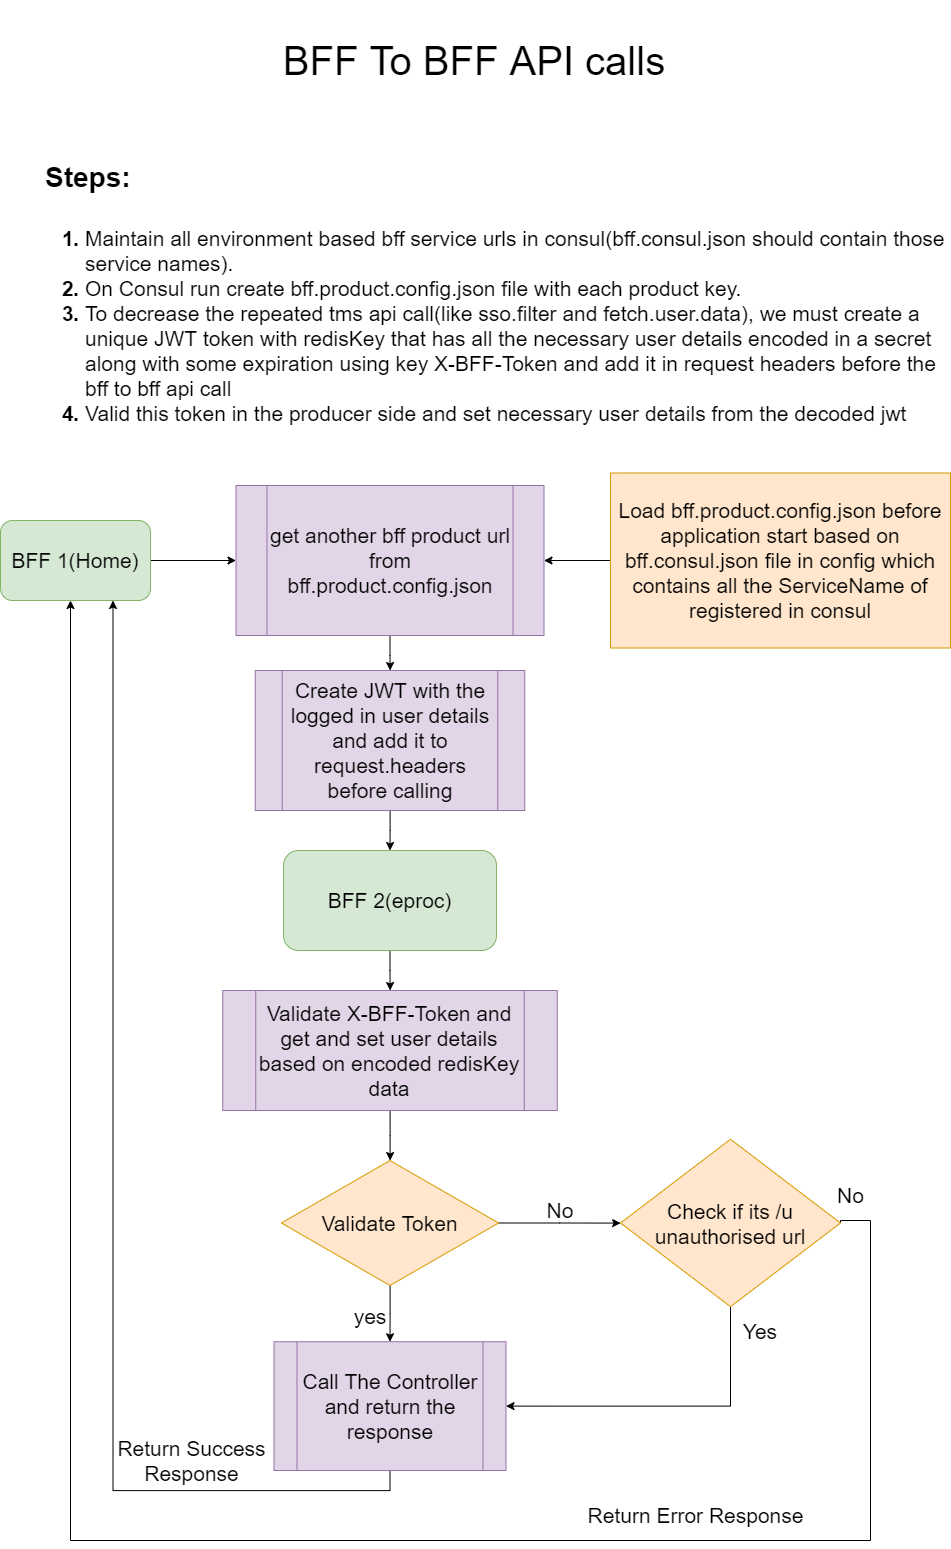 BFF To BFF API calls
Steps:
1. Maintain all environment based bff service urls in consul(bff.consul.json should contain those
service names).
2. On Consul run create bff.product.config.json file with each product key.
3. To decrease the repeated tms api call(like sso.filter and fetch.user.data), we must create a
unique JWT token with redisKey that has all the necessary user details encoded in a secret
along with some expiration using key X-BFF-Token and add it in request headers before the
bff to bff api call
4. Valid this token in the producer side and set necessary user details from the decoded jwt
BFF 1(Home)
get another bff product url
from
bff.product.config.json
Load bff.product.config.json before
application start based on
bff.consul.json file in config which
contains all the ServiceName of
registered in consul
Create JWT with the
logged in user details
and add it to
request.headers
before calling
BFF 2(eproc)
Validate X-BFF-Token and
get and set user details
based on encoded redisKey
data
Validate Token
No
Check if its /u
unauthorised url
No
yes
Yes
Call The Controller
and return the
response
Return Success
Response
Return Error Response